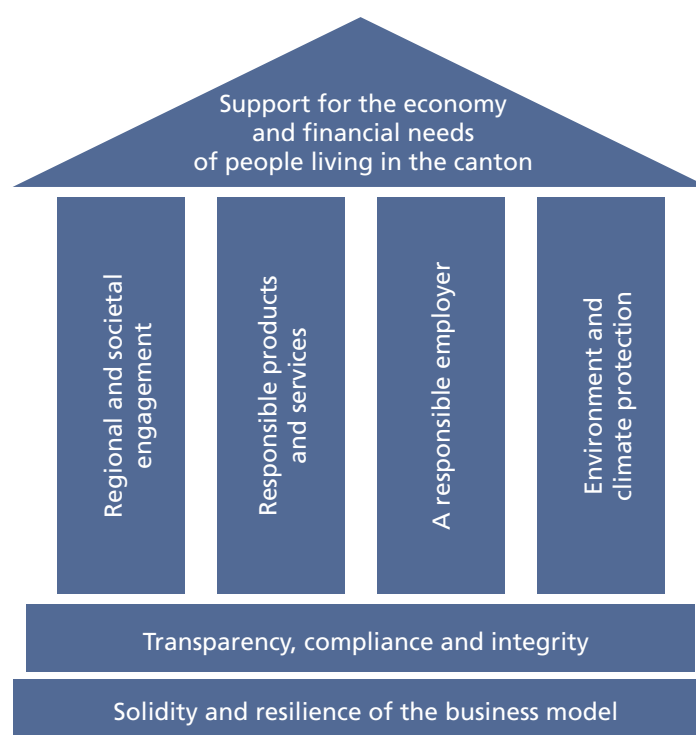 Support for the economy
and financial needs
of people living in the canton
Regional and societal
engagement
Responsible products
and services
A responsible employer
Environment and
climate protection
Transparency, compliance and integrity
Solidity and resilience of the business model